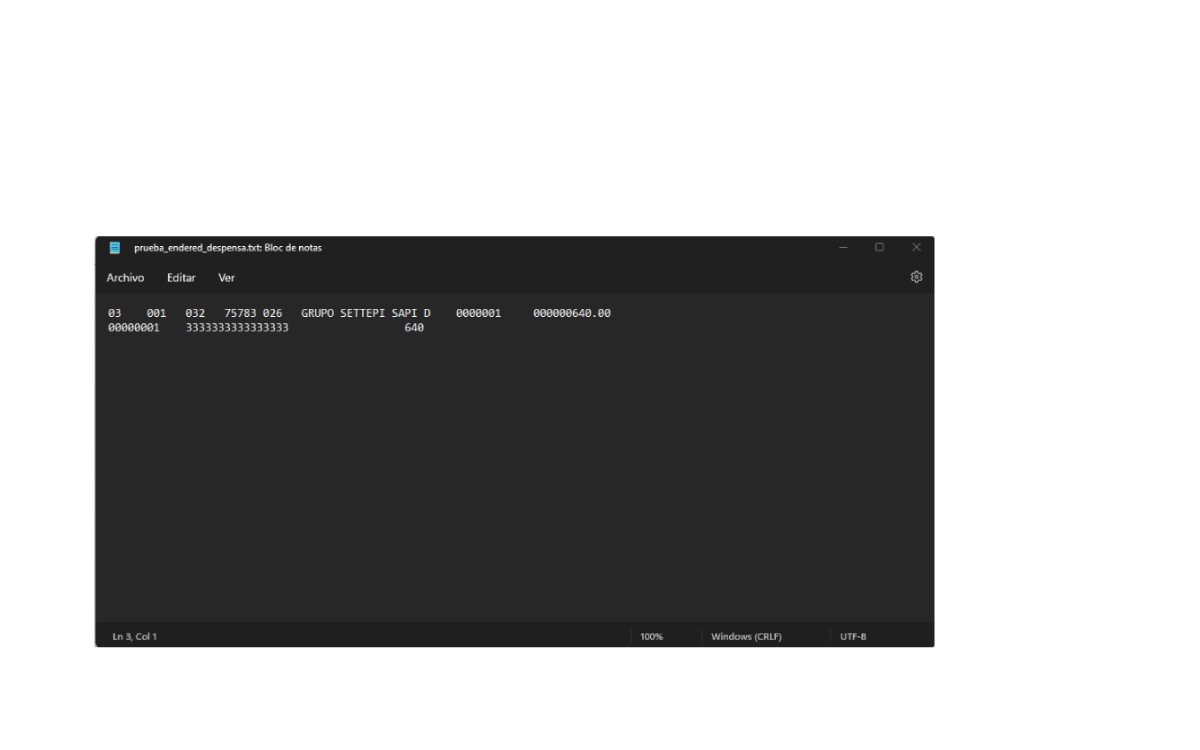 prueba_endered_despensa.txt: Bloc de notas
Archivo Editar Ver
03    001   032   75783 026   GRUPO SETTEPI SAPI D    0000001     000000640.00
00000001    3333333333333333                  640
Ln 3, Col 1 100% Windows (CRLF) UTF-8